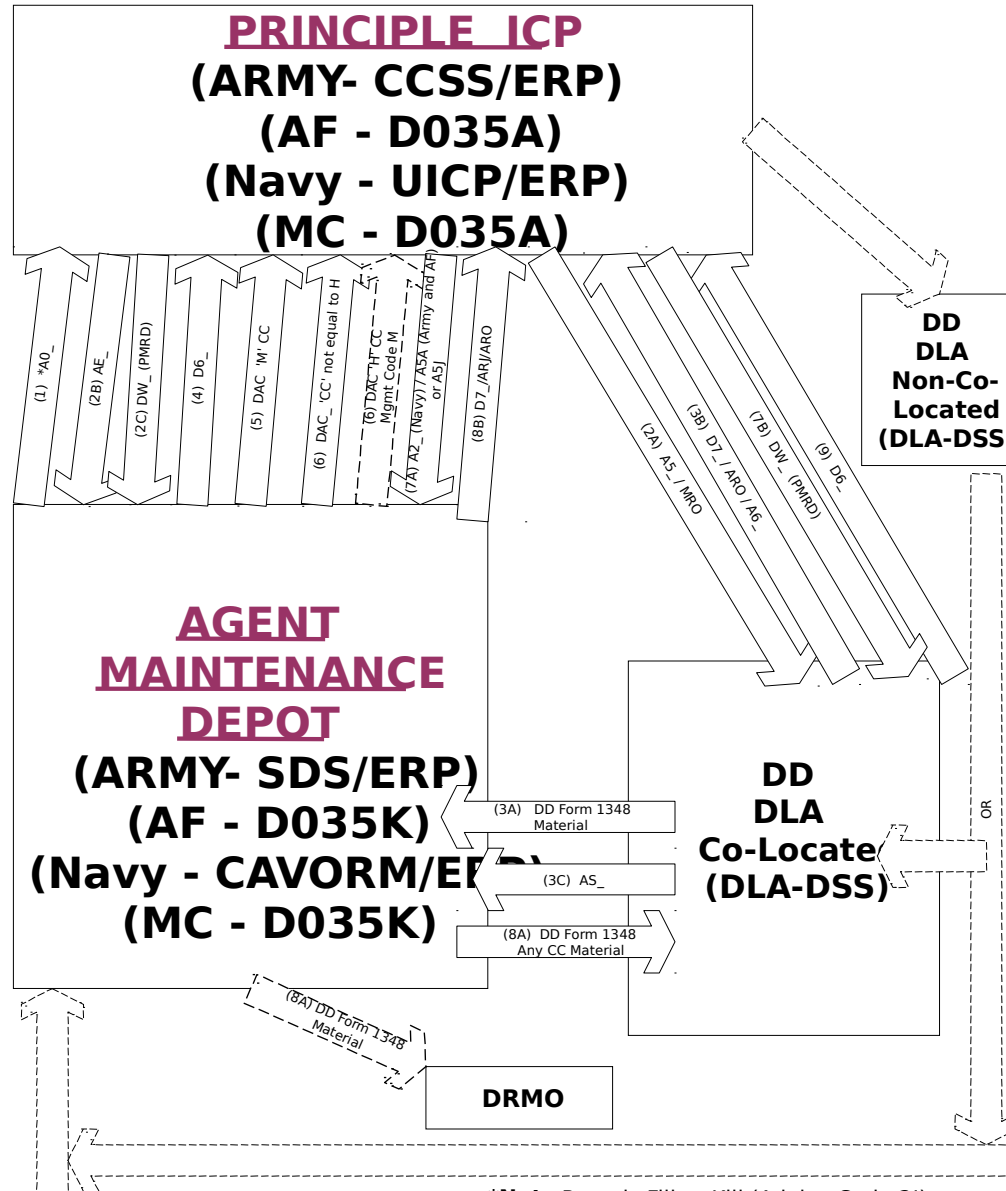 PRINCIPLE ICP
(ARMY- CCSS/ERP)
(AF - D035A)
(Navy - UICP/ERP)
(MC - D035A)
(1) *A0_
(2B) AE_
(2C) DW_ (PMRD)
(4) D6_
(5) DAC 'M' CC
(6) DAC_ 'CC' not equal to H
(6) DAC 'H' CC
Mgmt Code M
(7A) A2_ (Navy) / A5A (Army and AF)
or A5J
(8B) D7_/ARJ/ARO
(2A) A5_ / MRO
(3B) D7_ / ARO / A6_
(7B) DW_ (PMRD)
(9) D6_
DD
DLA
Non-Co-
Located
(DLA-DSS
AGENT
MAINTENANCE
DEPOT
(ARMY- SDS/ERP)
(AF - D035K)
(Navy - CAVORM/ERP)
(MC - D035K)
(3A) DD Form 1348
Material
(3C) AS_
(8A) DD Form 1348
Any CC Material
DD
DLA
Co-Locate
(DLA-DSS)
OR
(8A) DD Form 1348
Material
DRMO